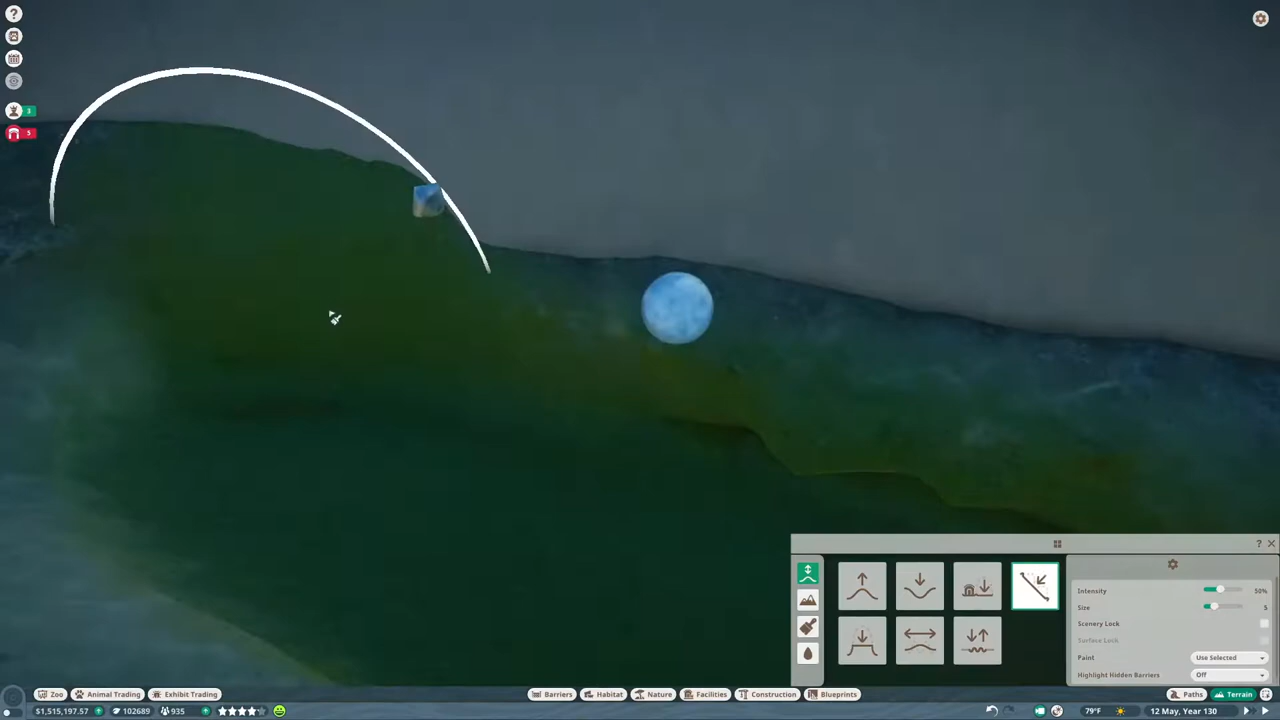 ?
3
5
? ×
Intensity 50%
Size 5
Scenery Lock
Surface Lock
Paint Use Selected
Highlight Hidden Barriers Off
Zoo Animal Trading Exhibit Trading Barriers Habitat Nature Facilities Construction Blueprints Paths Terrain
$1,515,197.57 102689 935 79°F 12 May, Year 130